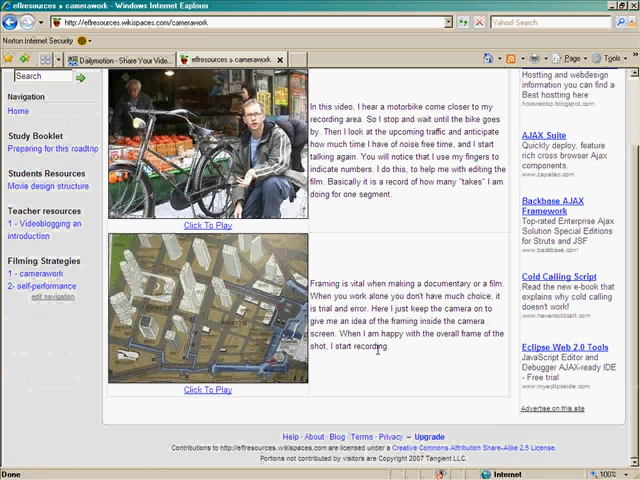 eflresources » camerawork - Windows Internet Explorer
http://eflresources.wikispaces.com/camerawork
Yahoo Search
Norton Internet Security
Dailymotion - Share Your Vide...
eflresources » camerawork
Page
Tools
Search
Navigation
Home
Study Booklet
Preparing for this roadtrip
Students Resources
Movie design structure
Teacher resources
1 - Videoblogging an
introduction
Filming Strategies
1 - camerawork
2- self-performance
edit navigation
In this video, I hear a motorbike come closer to my
recording area. So I stop and wait until the bike goes
by. Then I look at the upcoming traffic and anticipate
how much time I have of noise free time, and I start
talking again. You will notice that I use my fingers to
indicate numbers. I do this, to help me with editing the
film. Basically it is a record of how many "takes" I am
doing for one segment.
Click To Play
Framing is vital when making a documentary or a film.
When you work alone you don't have much choice, it
is trial and error. Here I just keep the camera on to
give me an idea of the framing inside the camera
screen. When I am happy with the overall frame of the
shot, I start recording.
Click To Play
Hosting and webdesign
information you can find a
Best hosting here
hostwebisp.blogspot.com
AJAX Suite
Quickly deploy, feature
rich cross browser Ajax
components.
Backbase AJAX
Framework
Top-rated Enterprise Ajax
Solution for Struts and JSF
www.backbase.com
Cold Calling Script
Read the new e-book that
explains why cold calling
doesn't work!
www.nevercoldcall.com
Eclipse Web 2.0 Tools
JavaScript Editor and
Debugger AJAX-ready IDE
- Free trial
www.myeclipseide.com
Advertise on this site
Help · About · Blog · Terms · Privacy ~ Upgrade
Contributions to http://eflresources.wikispaces.com are licensed under a Creative Commons Attribution Share-Alike 2.5 License.
Portions not contributed by visitors are Copyright 2007 Tangient LLC.
Done
Internet
100%